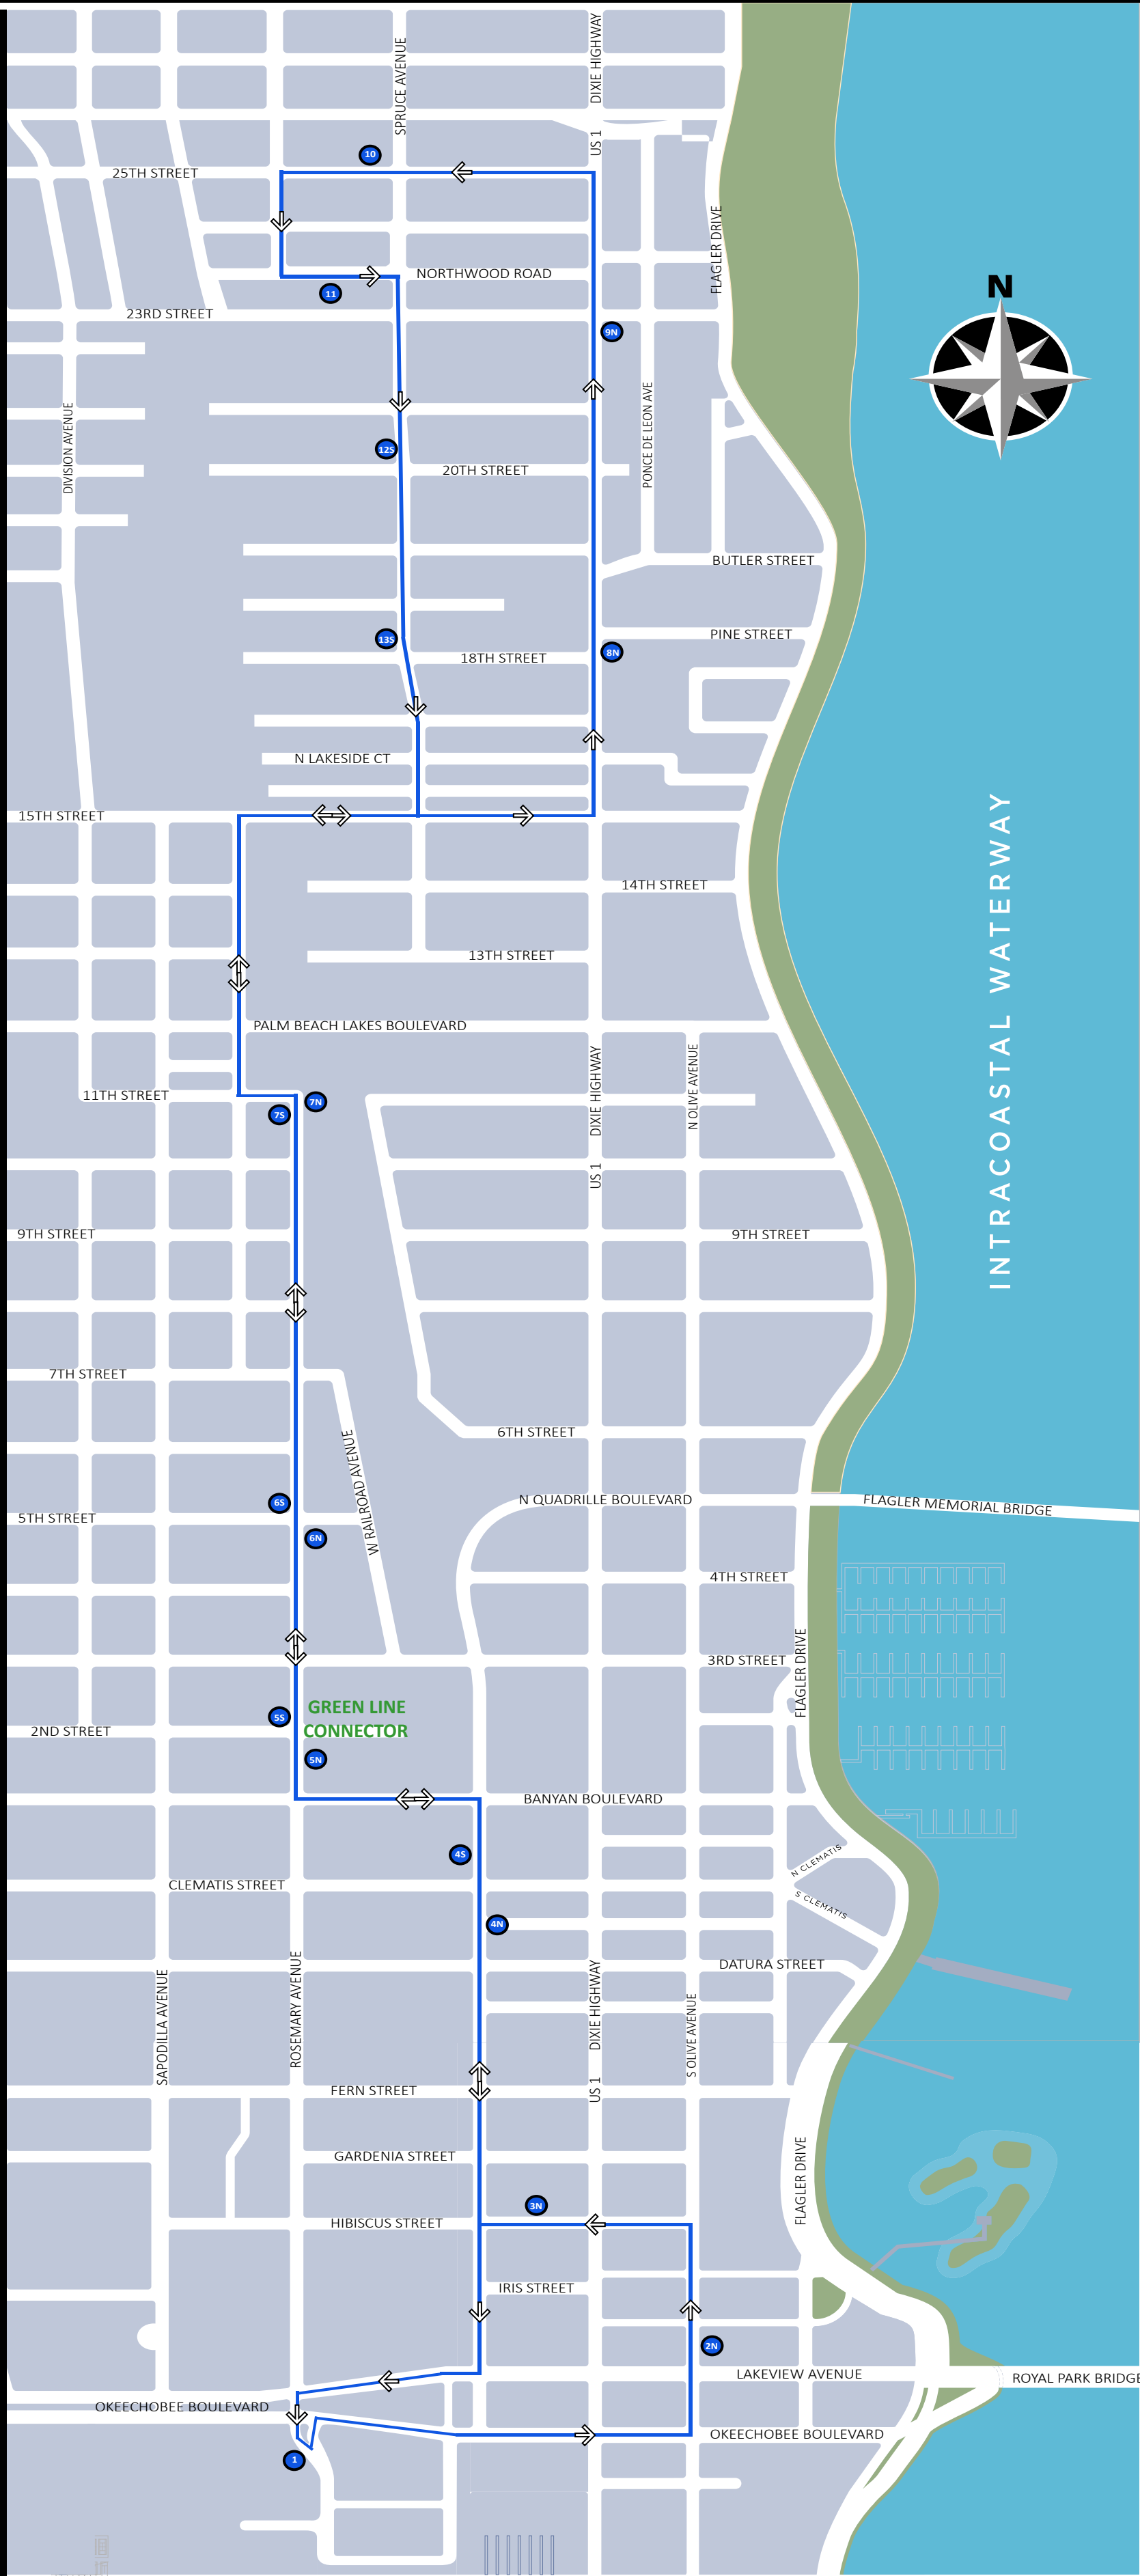 DIXIE HIGHWAY
SPRUCE AVENUE
US 1
10
25TH STREET
FLAGLER DRIVE
NORTHWOOD ROAD
N
11
23RD STREET
9N
PONCE DE LEON AVE
DIVISION AVENUE
12S
20TH STREET
BUTLER STREET
PINE STREET
13S
8N
18TH STREET
N LAKESIDE CT
INTRACOASTAL WATERWAY
15TH STREET
14TH STREET
13TH STREET
PALM BEACH LAKES BOULEVARD
DIXIE HIGHWAY
N OLIVE AVENUE
11TH STREET
7N
7S
US 1
9TH STREET
9TH STREET
7TH STREET
6TH STREET
W RAILROAD AVENUE
N QUADRILLE BOULEVARD
FLAGLER MEMORIAL BRIDGE
6S
5TH STREET
6N
4TH STREET
FLAGLER DRIVE
3RD STREET
GREEN LINE
CONNECTOR
5S
2ND STREET
5N
BANYAN BOULEVARD
4S
N CLEMATIS
CLEMATIS STREET
S CLEMATIS
4N
DATURA STREET
SAPODILLA AVENUE
ROSEMARY AVENUE
DIXIE HIGHWAY
S OLIVE AVENUE
US 1
FERN STREET
GARDENIA STREET
FLAGLER DRIVE
3N
HIBISCUS STREET
IRIS STREET
2N
LAKEVIEW AVENUE
ROYAL PARK BRIDGE
OKEECHOBEE BOULEVARD
OKEECHOBEE BOULEVARD
1